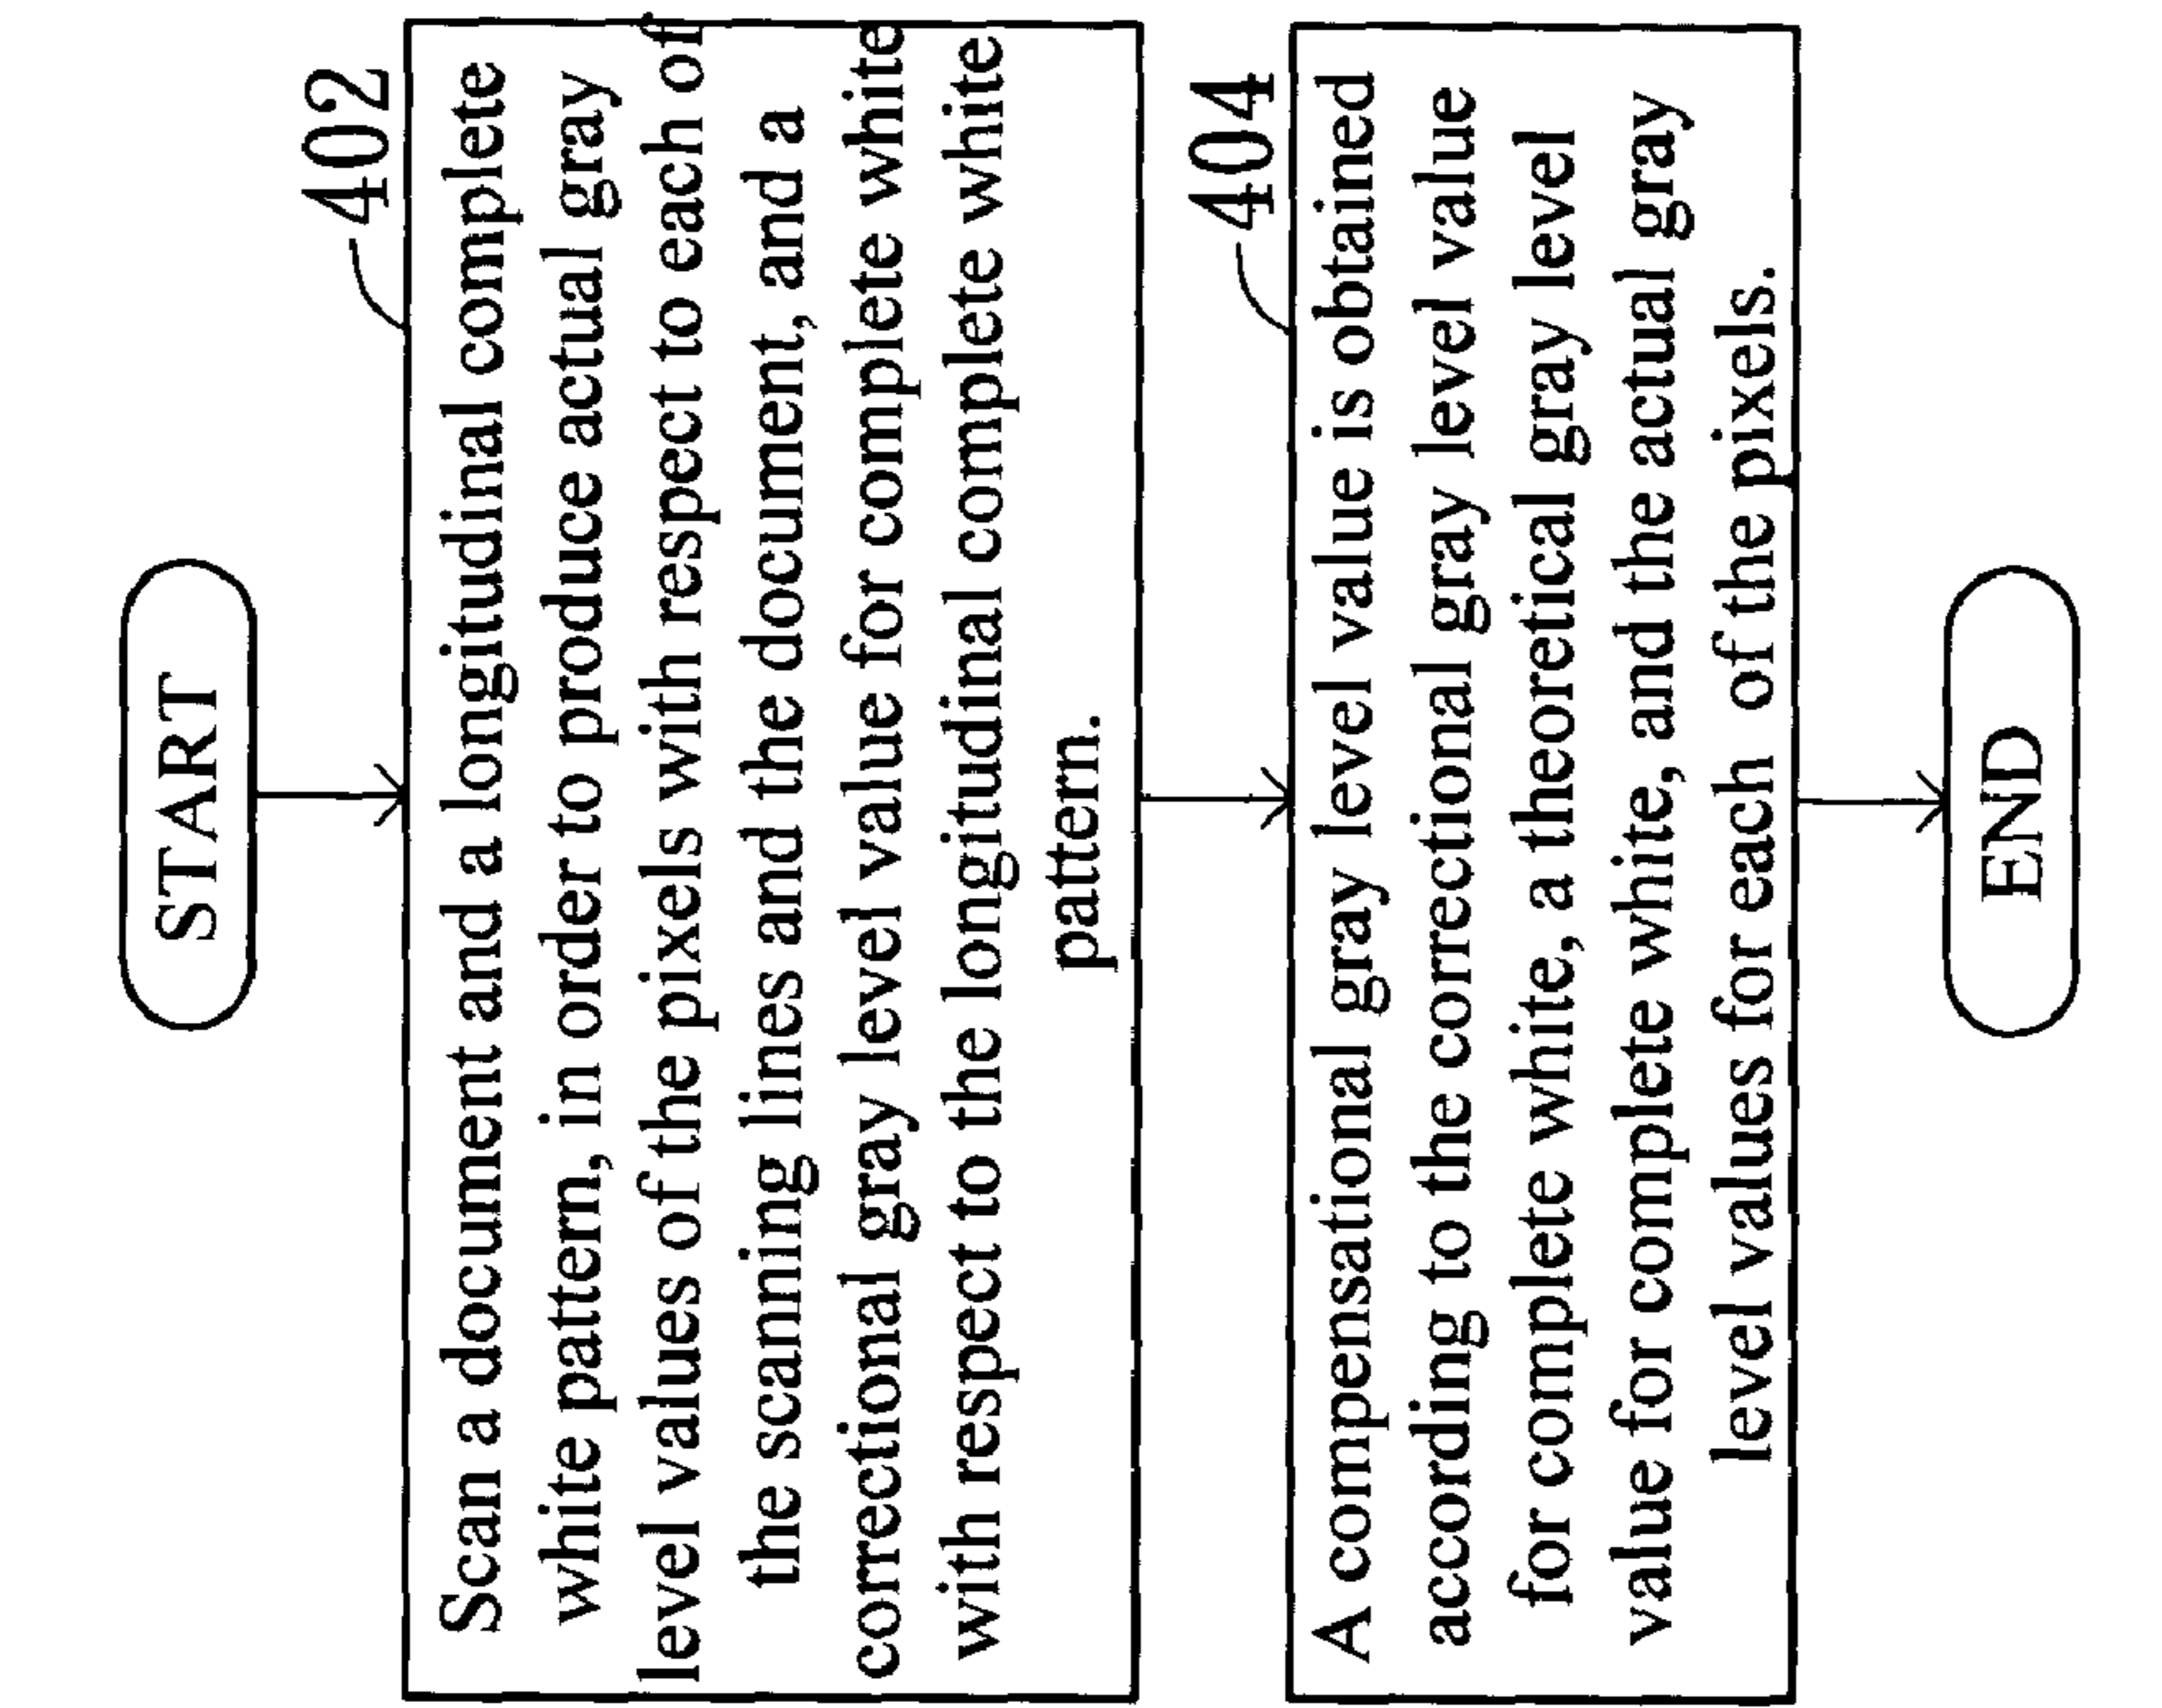 START
402
Scan a document and a longitudinal complete
white pattern, in order to produce actual gray
level values of the pixels with respect to each of
the scanning lines and the document, and a
correctional gray level value for complete white
with respect to the longitudinal complete white
pattern.
404
A compensational gray level value is obtained
according to the correctional gray level value
for complete white, a theoretical gray level
value for complete white, and the actual gray
level values for each of the pixels.
END